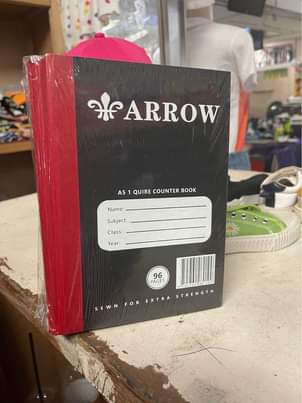 ARROW
A5 1 QUIRE COUNTER BOOK
Name:
Subject:
Class:
Year:
96
PAGES
SEWN FOR EXTRA STRENGTH